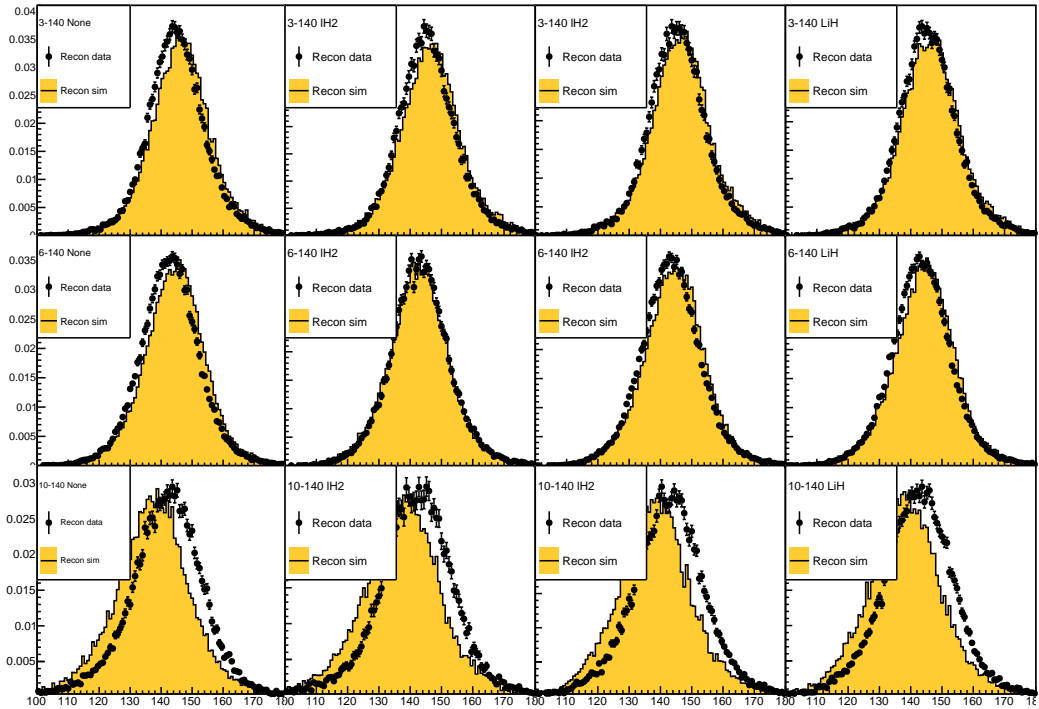 0.04
0.035
0.03
0.025
0.02
0.015
0.01
0.005
3-140 None
Recon data
Recon sim
3-140 lH2
Recon data
Recon sim
3-140 lH2
Recon data
Recon sim
3-140 LiH
Recon data
Recon sim
0.035
0.03
0.025
0.02
0.015
0.01
0.005
6-140 None
Recon data
Recon sim
6-140 lH2
Recon data
Recon sim
6-140 lH2
Recon data
Recon sim
6-140 LiH
Recon data
Recon sim
0.03
0.025
0.02
0.015
0.01
0.005
10-140 None
Recon data
Recon sim
10-140 lH2
Recon data
Recon sim
10-140 lH2
Recon data
Recon sim
10-140 LiH
Recon data
Recon sim
100 110 120 130 140 150 160 170 110 120 130 140 150 160 170 110 120 130 140 150 160 170 110 120 130 140 150 160 170